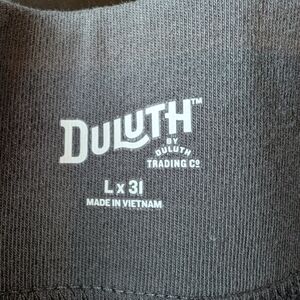 DULUTH™
BY
DULUTH
TRADING Cº
L x 31
MADE IN VIETNAM